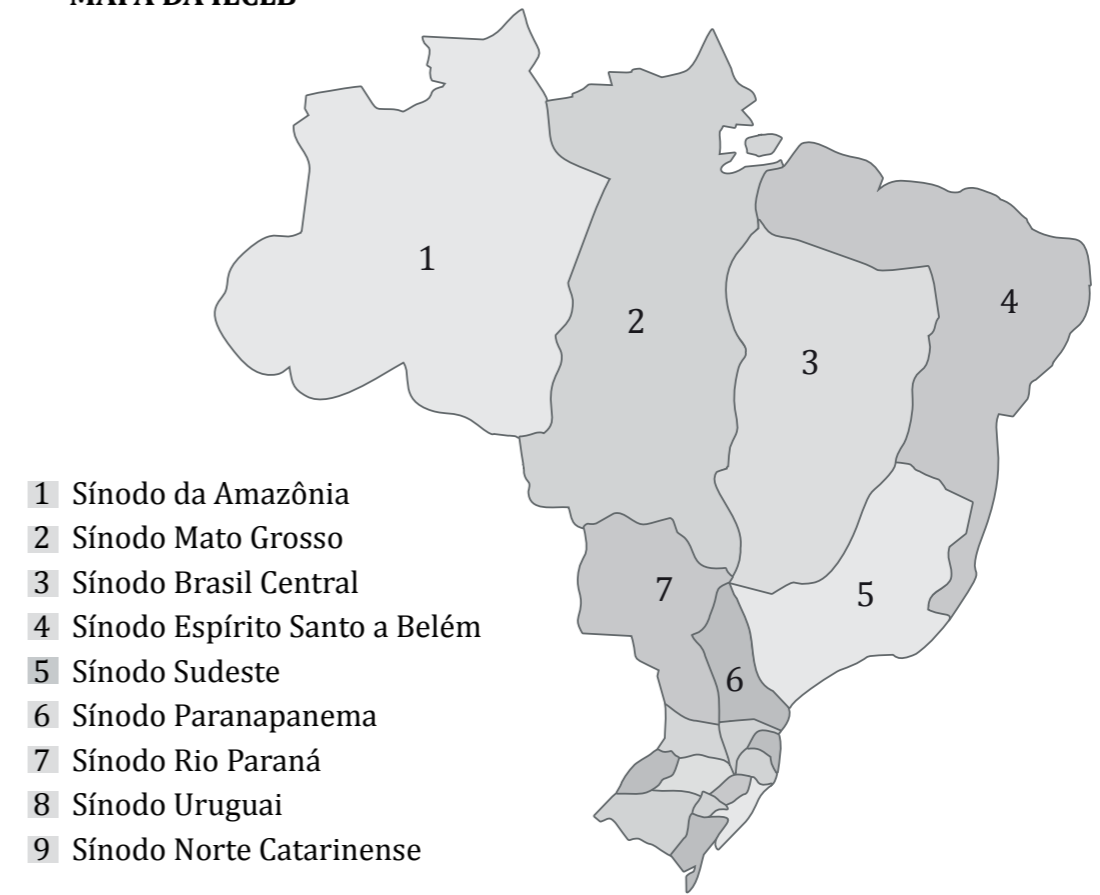 MAPA DA IECLB
1
2
3
4
5
6
7
1 Sínodo da Amazônia
2 Sínodo Mato Grosso
3 Sínodo Brasil Central
4 Sínodo Espírito Santo a Belém
5 Sínodo Sudeste
6 Sínodo Paranapanema
7 Sínodo Rio Paraná
8 Sínodo Uruguai
9 Sínodo Norte Catarinense